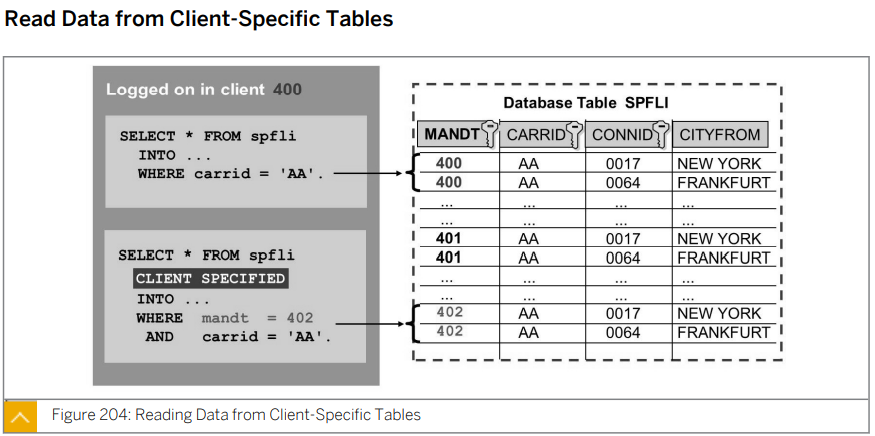 Read Data from Client-Specific Tables
Logged on in client 400
SELECT * FROM spfli
INTO ...
WHERE carrid = 'AA'.
SELECT * FROM spfli
CLIENT SPECIFIED
INTO ...
WHERE mandt = 402
AND carrid = 'AA'.
Database Table SPFLI
MANDT CARRID CONNID CITYFROM
400 AA 0017 NEW YORK
400 AA 0064 FRANKFURT
... ... ... ...
... ... ... ...
401 AA 0017 NEW YORK
401 AA 0064 FRANKFURT
... ... ... ...
... ... ... ...
402 AA 0017 NEW YORK
402 AA 0064 FRANKFURT
Figure 204: Reading Data from Client-Specific Tables